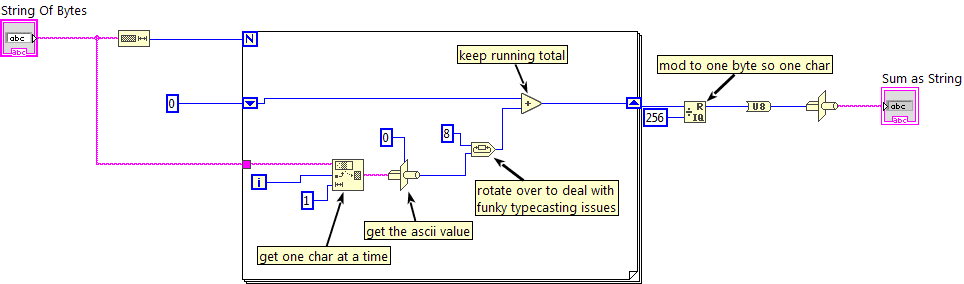 String Of Bytes
abc
abc
N
keep running total
mod to one byte so one char
Sum as String
0
+
R
IQ
U8
abc
abc
256
0
8
i
1
rotate over to deal with
funky typecasting issues
get the ascii value
get one char at a time